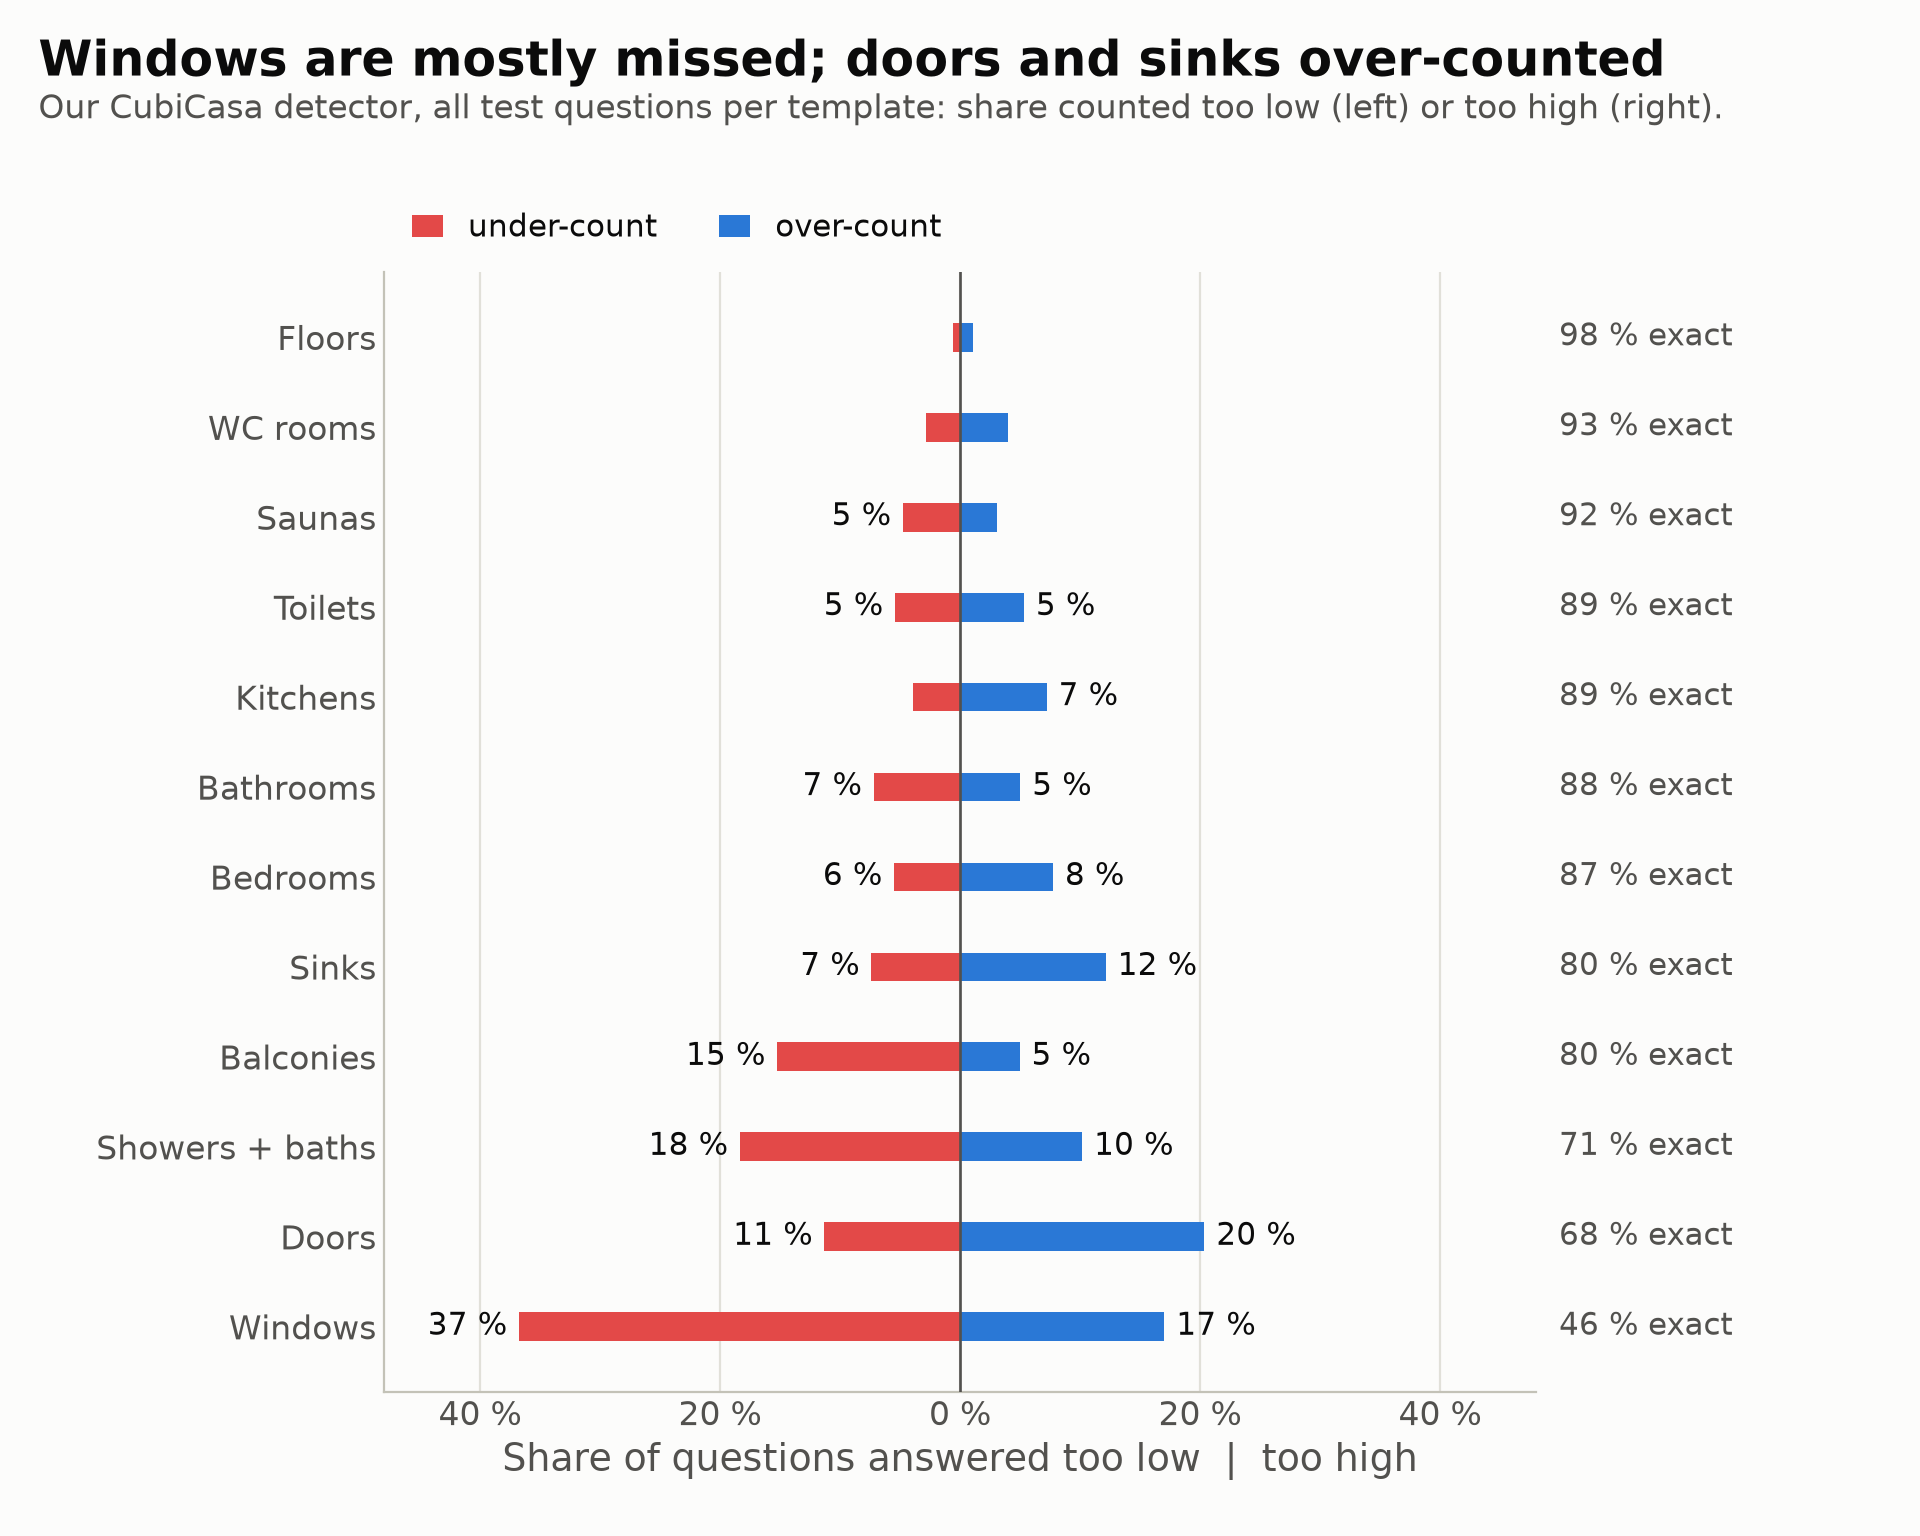 Windows are mostly missed; doors and sinks over-counted
Our CubiCasa detector, all test questions per template: share counted too low (left) or too high (right).
under-count over-count
Floors 98 % exact
WC rooms 93 % exact
Saunas 5 % 92 % exact
Toilets 5 % 5 % 89 % exact
Kitchens 7 % 89 % exact
Bathrooms 7 % 5 % 88 % exact
Bedrooms 6 % 8 % 87 % exact
Sinks 7 % 12 % 80 % exact
Balconies 15 % 5 % 80 % exact
Showers + baths 18 % 10 % 71 % exact
Doors 11 % 20 % 68 % exact
Windows 37 % 17 % 46 % exact
40 % 20 % 0 % 20 % 40 %
Share of questions answered too low | too high